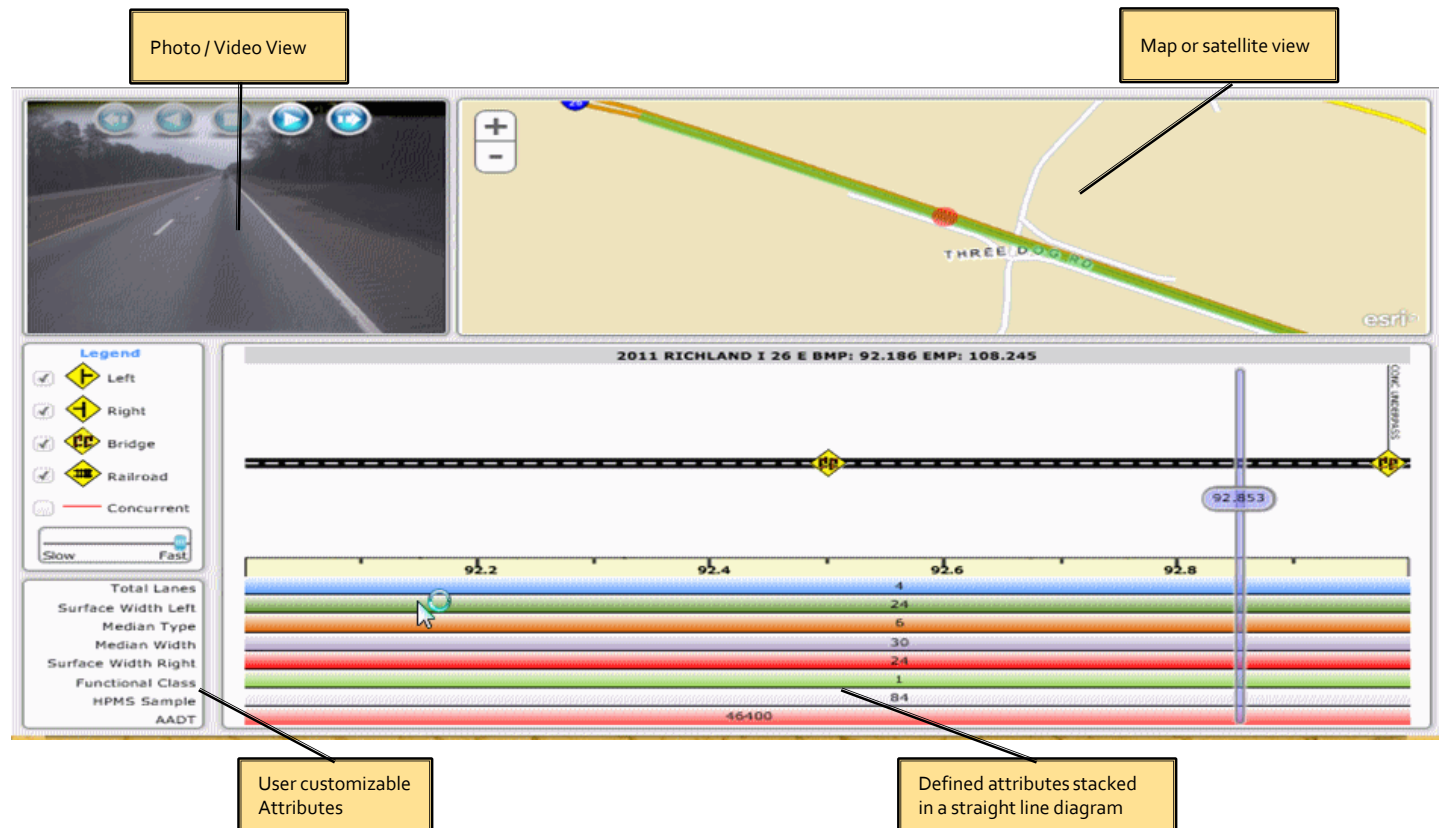 Photo / Video View
Map or satellite view
26
+
-
THREE DOG RD
esri
Legend
Left
Right
Bridge
Railroad
Concurrent
Slow Fast
2011 RICHLAND I 26 E BMP: 92.186 EMP: 108.245
CONC UNDERPASS
92.853
92.2 92.4 92.6 92.8
Total Lanes 4
Surface Width Left 24
Median Type 6
Median Width 30
Surface Width Right 24
Functional Class 1
HPMS Sample 84
AADT 46400
User customizable
Attributes
Defined attributes stacked
in a straight line diagram